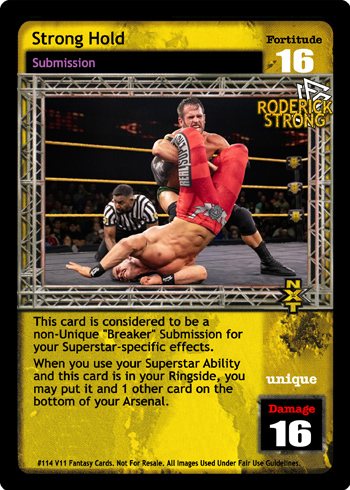 Strong Hold
Fortitude
16
Submission
RODERICK
STRONG
NXT
This card is considered to be a
non-Unique "Breaker" Submission for
your Superstar-specific effects.
When you use your Superstar Ability
and this card is in your Ringside, you
may put it and 1 other card on the
bottom of your Arsenal.
unique
Damage
16
#114 V11 Fantasy Cards. Not For Resale. All Images Used Under Fair Use Guidelines.